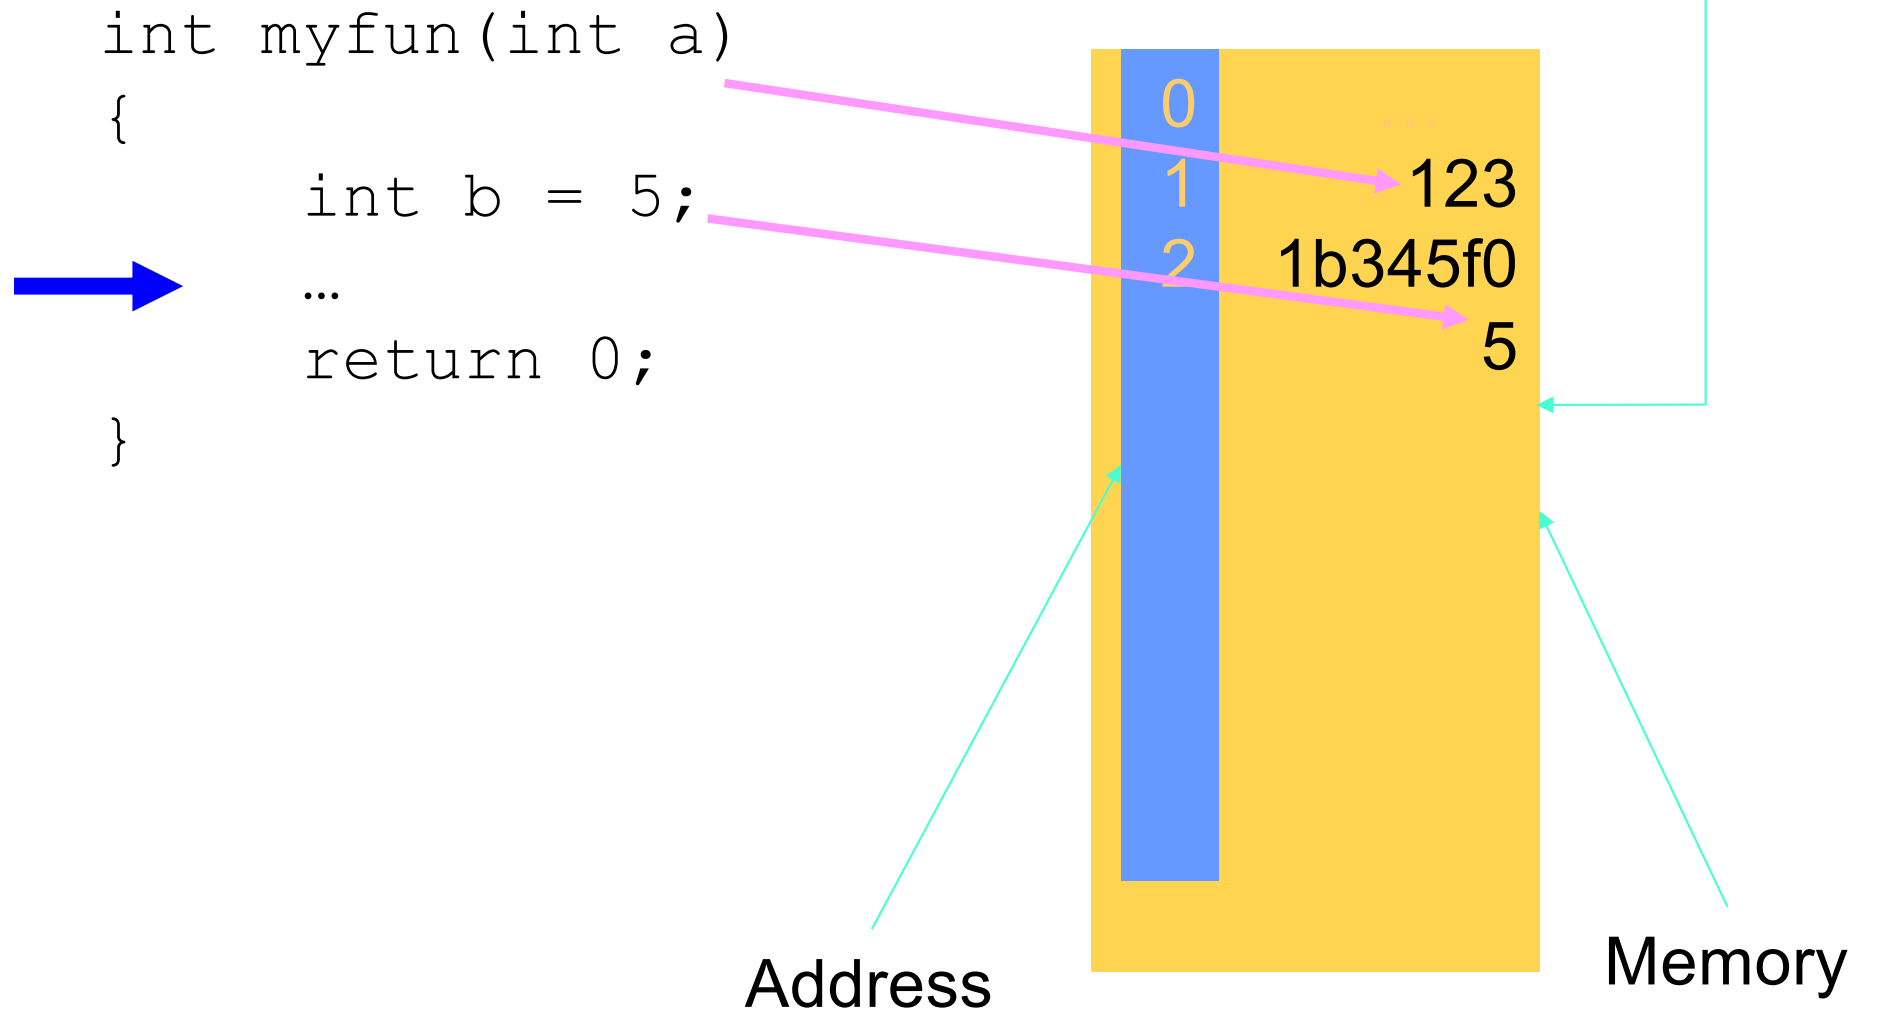 int myfun(int a)
{
int b = 5;
…
return 0;
}
0 ...
1 123
2 1b345f0
5
Address
Memory